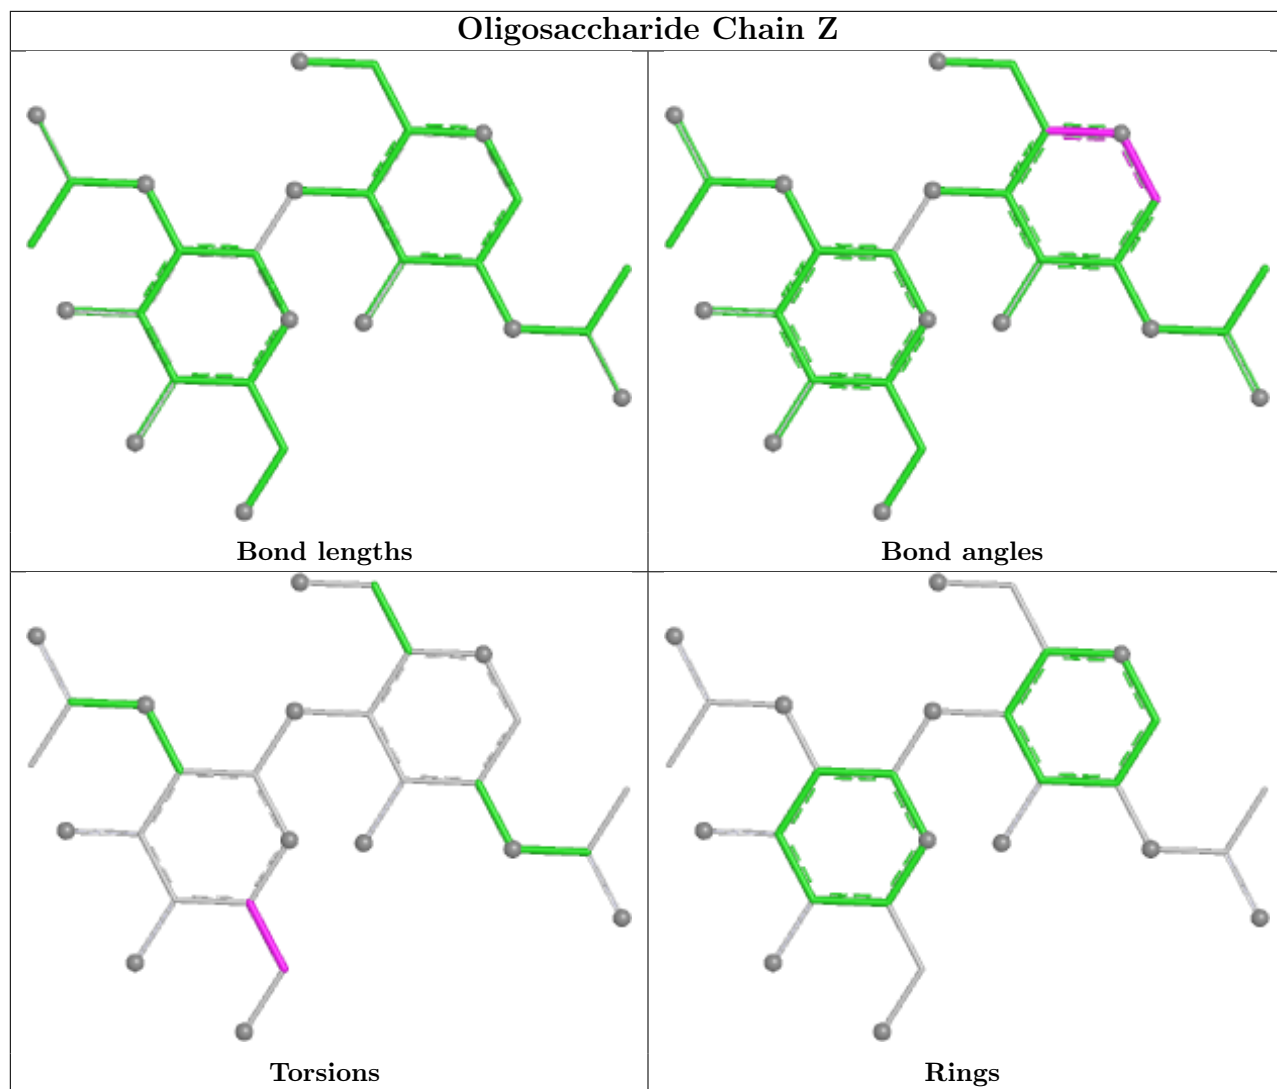 Oligosaccharide Chain Z
Bond lengths
Bond angles
Torsions
Rings